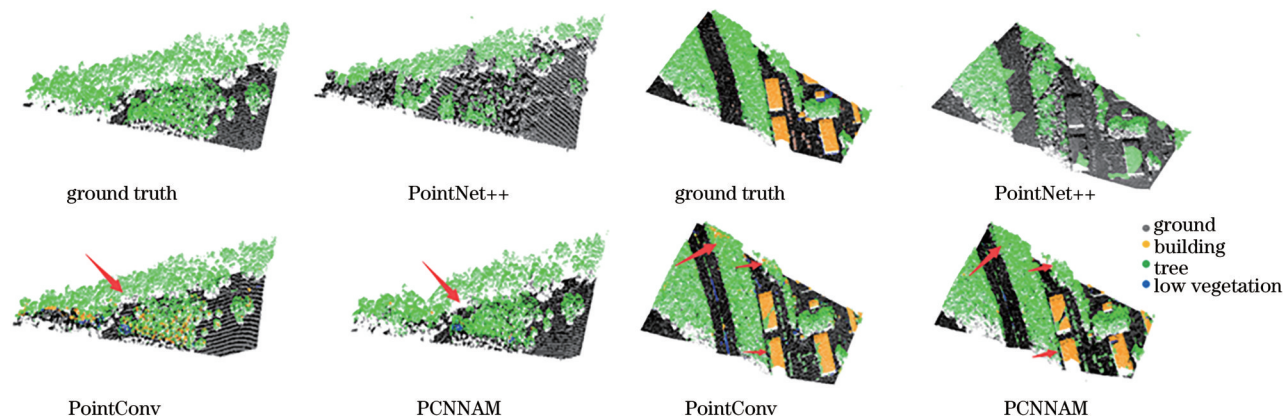 ground truth
PointNet++
ground truth
PointNet++
ground
building
tree
low vegetation
PointConv
PCNNAM
PointConv
PCNNAM